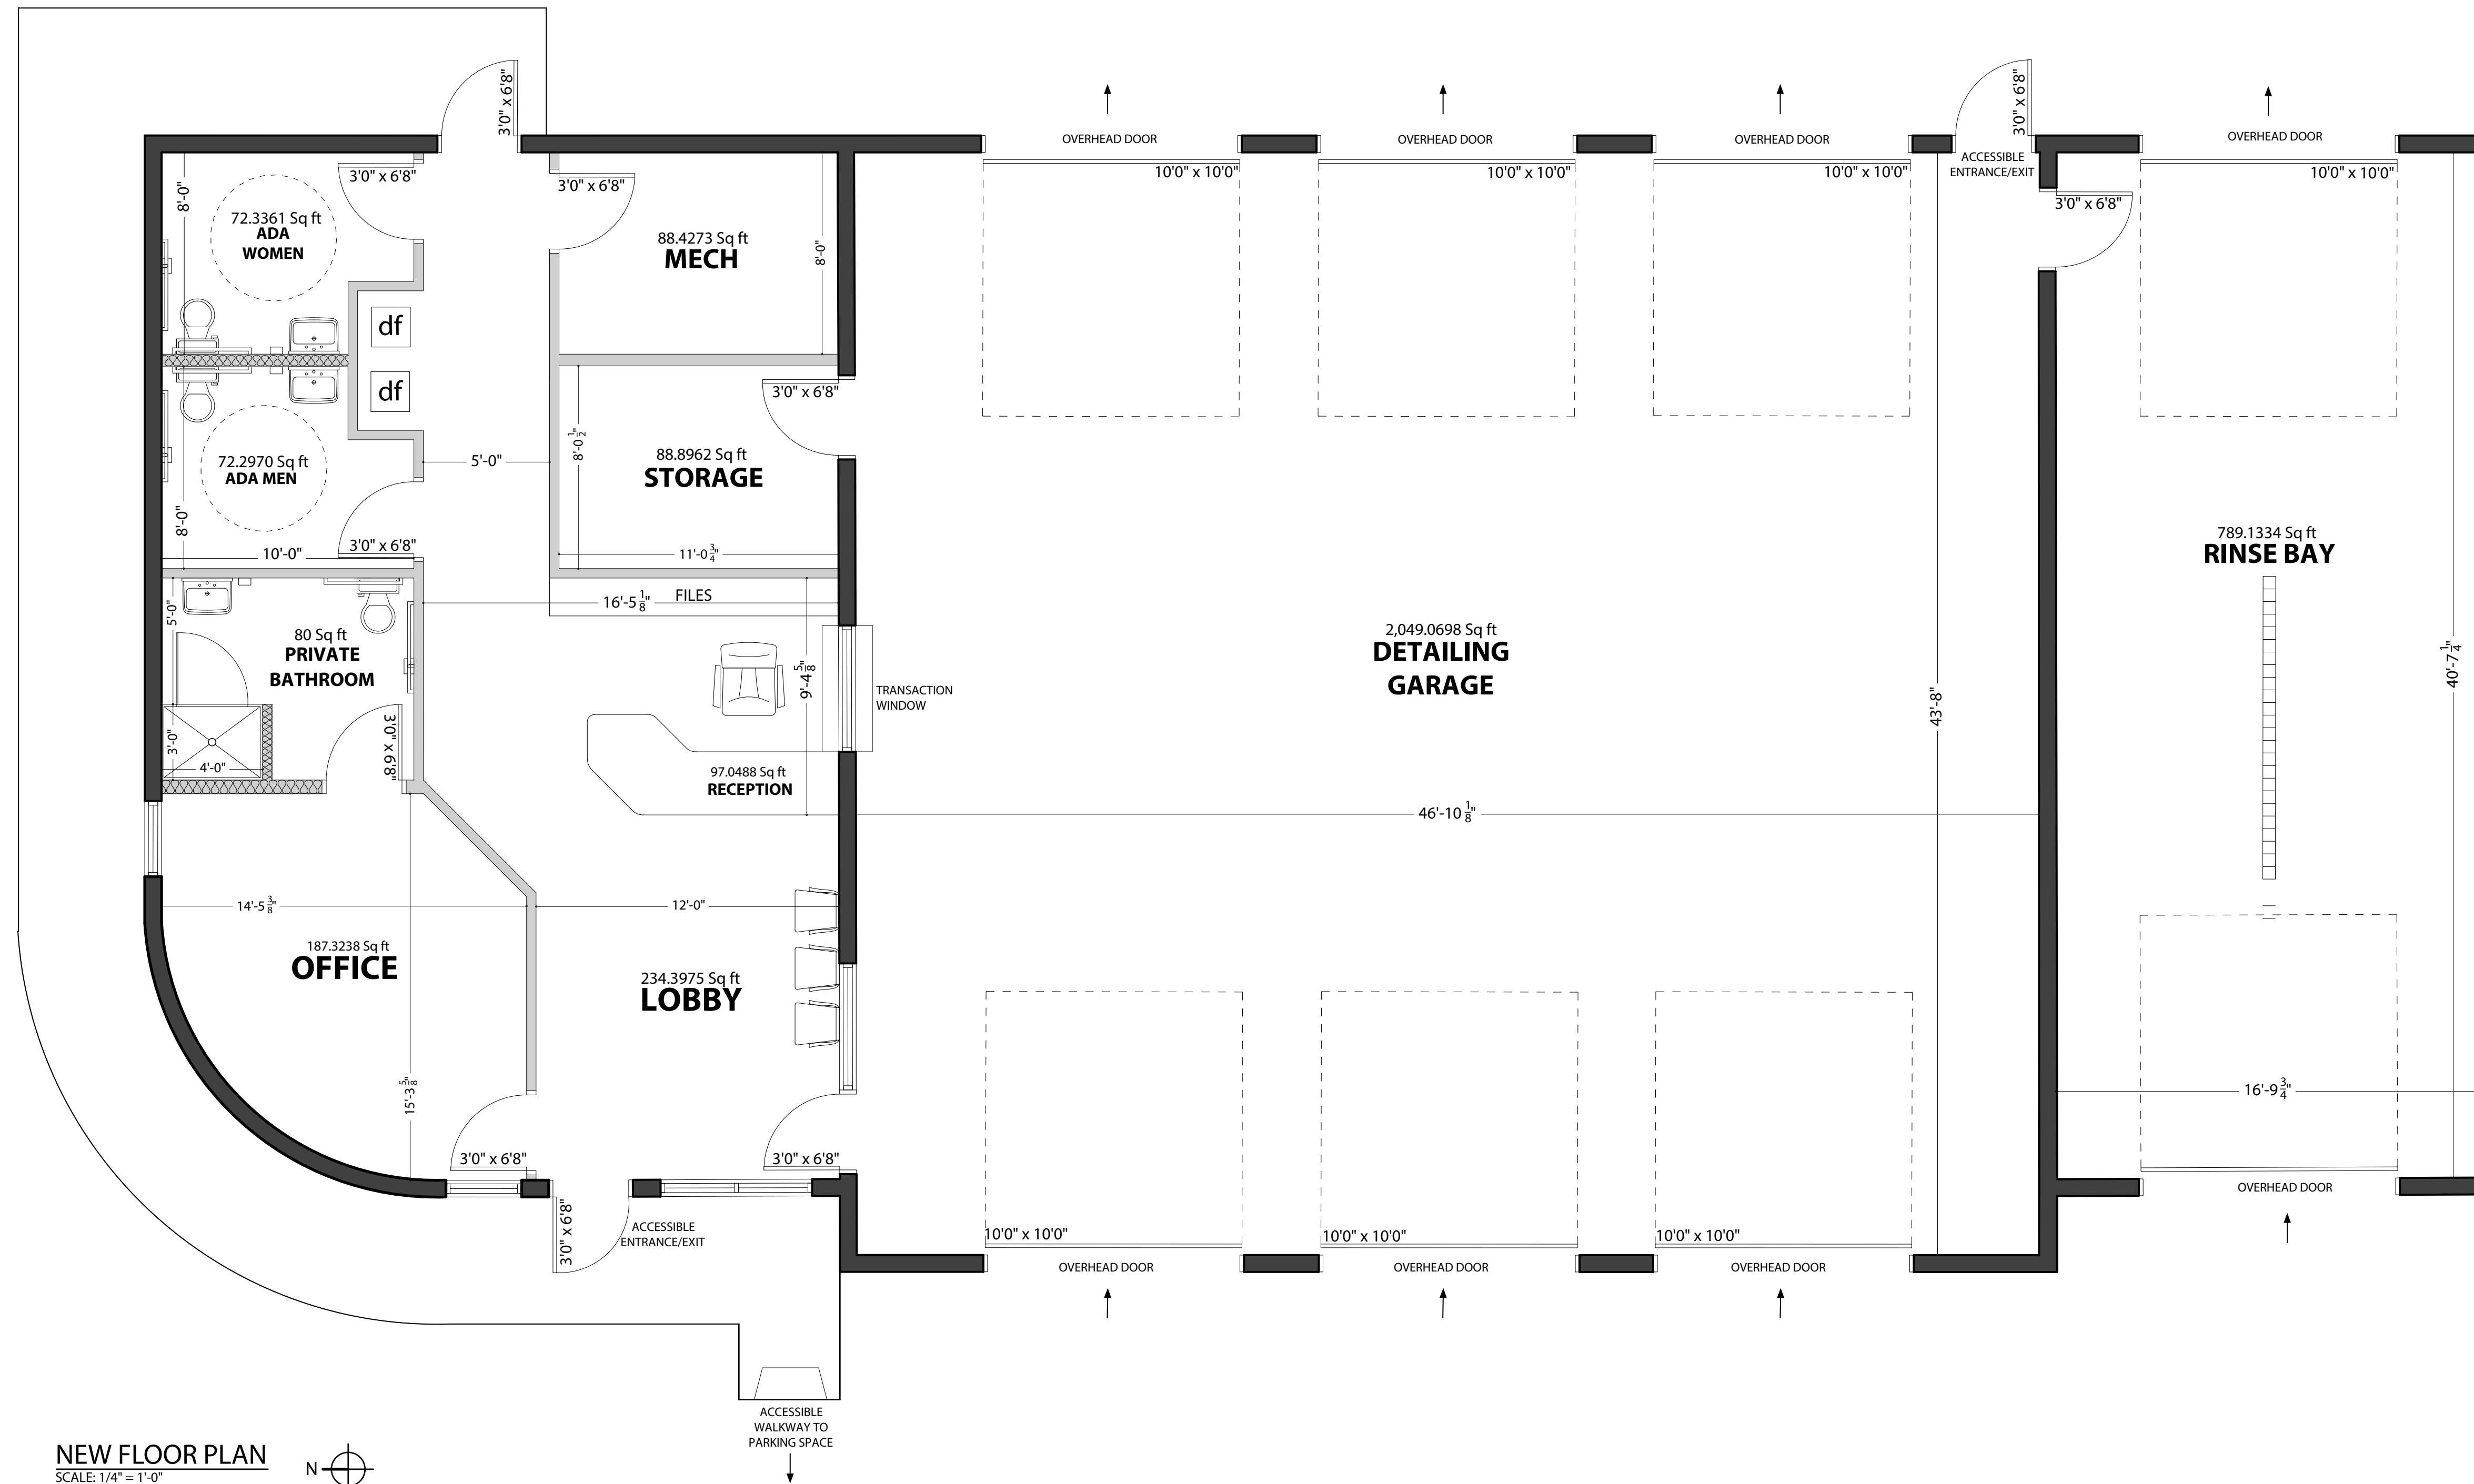 3'0" x 6'8"
3'0" x 6'8"
OVERHEAD DOOR
OVERHEAD DOOR
OVERHEAD DOOR
OVERHEAD DOOR
ACCESSIBLE
ENTRANCE/EXIT
10'0" x 10'0"
10'0" x 10'0"
10'0" x 10'0"
10'0" x 10'0"
3'0" x 6'8"
3'0" x 6'8"
3'0" x 6'8"
8'-0"
72.3361 Sq ft
ADA
WOMEN
88.4273 Sq ft
MECH
8'-0"
df
df
3'0" x 6'8"
8'-0 1/2"
88.8962 Sq ft
STORAGE
5'-0"
72.2970 Sq ft
ADA MEN
8'-0"
10'-0"
3'0" x 6'8"
11'-0 3/4"
789.1334 Sq ft
RINSE BAY
16'-5 1/8"
FILES
5'-0"
80 Sq ft
PRIVATE
BATHROOM
9'-4 5/8"
2,049.0698 Sq ft
DETAILING
GARAGE
43'-8"
40'-7 1/4"
TRANSACTION
WINDOW
3'-0"
4'-0"
3'0" x 6'8"
97.0488 Sq ft
RECEPTION
46'-10 1/8"
14'-5 3/8"
12'-0"
187.3238 Sq ft
OFFICE
234.3975 Sq ft
LOBBY
15'-3 5/8"
16'-9 3/4"
3'0" x 6'8"
3'0" x 6'8"
3'0" x 6'8"
ACCESSIBLE
ENTRANCE/EXIT
10'0" x 10'0"
10'0" x 10'0"
10'0" x 10'0"
OVERHEAD DOOR
OVERHEAD DOOR
OVERHEAD DOOR
OVERHEAD DOOR
ACCESSIBLE
WALKWAY TO
PARKING SPACE
NEW FLOOR PLAN
SCALE: 1/4" = 1'-0"
N